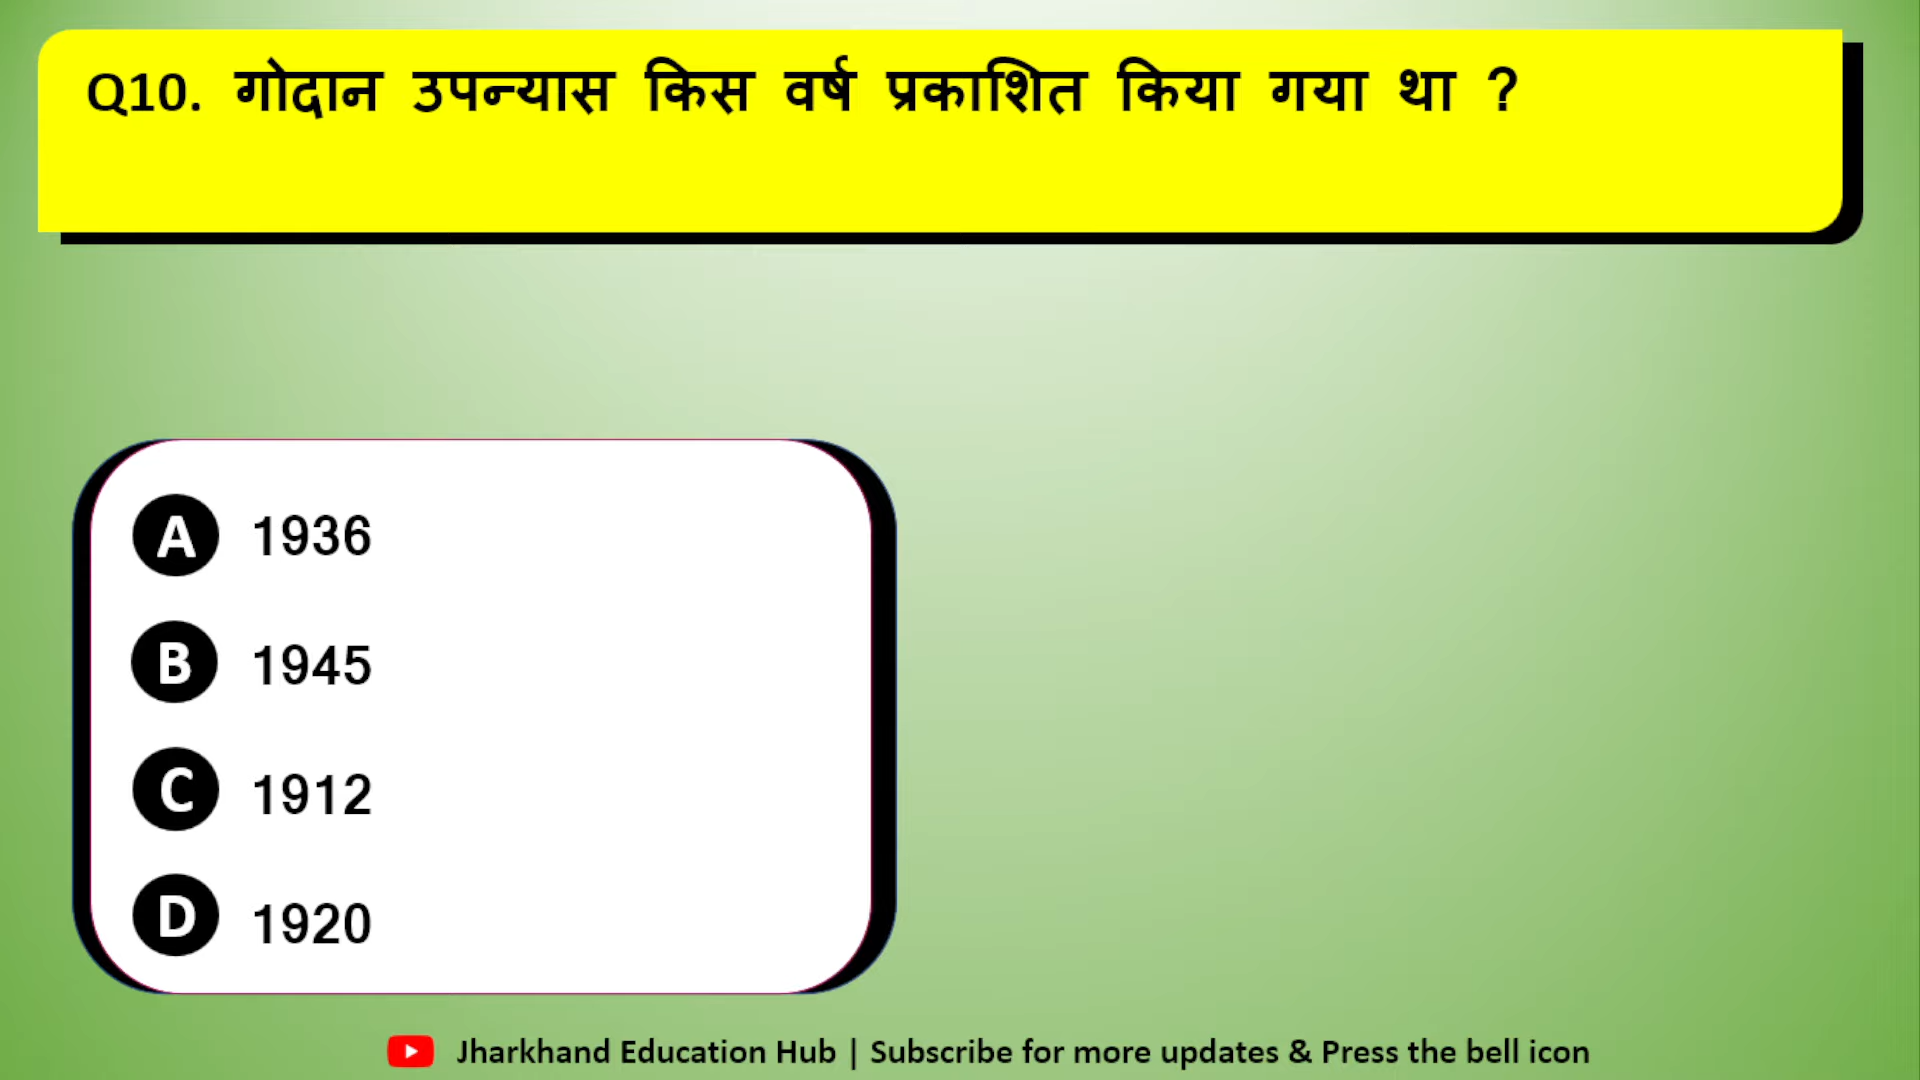 Q10. गोदान उपन्यास किस वर्ष प्रकाशित किया गया था ?
A 1936
B 1945
C 1912
D 1920
Jharkhand Education Hub | Subscribe for more updates & Press the bell icon